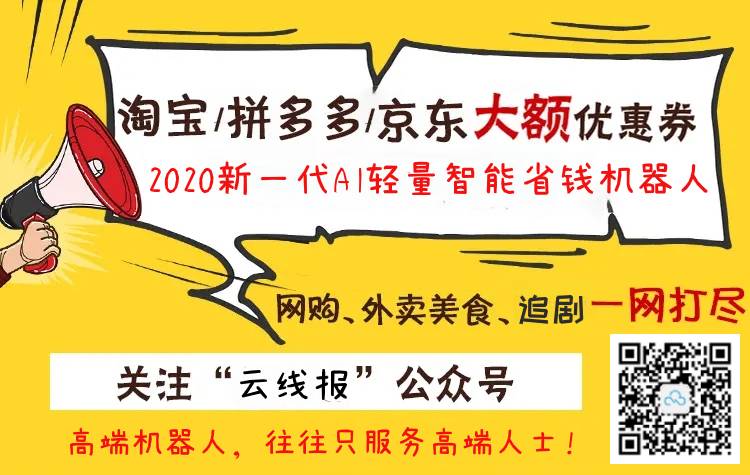 淘宝/拼多多/京东大额优惠券
2020新一代AI轻量智能省钱机器人
网购、外卖美食、追剧一网打尽
关注“云线报”公众号
高端机器人，往往只服务高端人士！